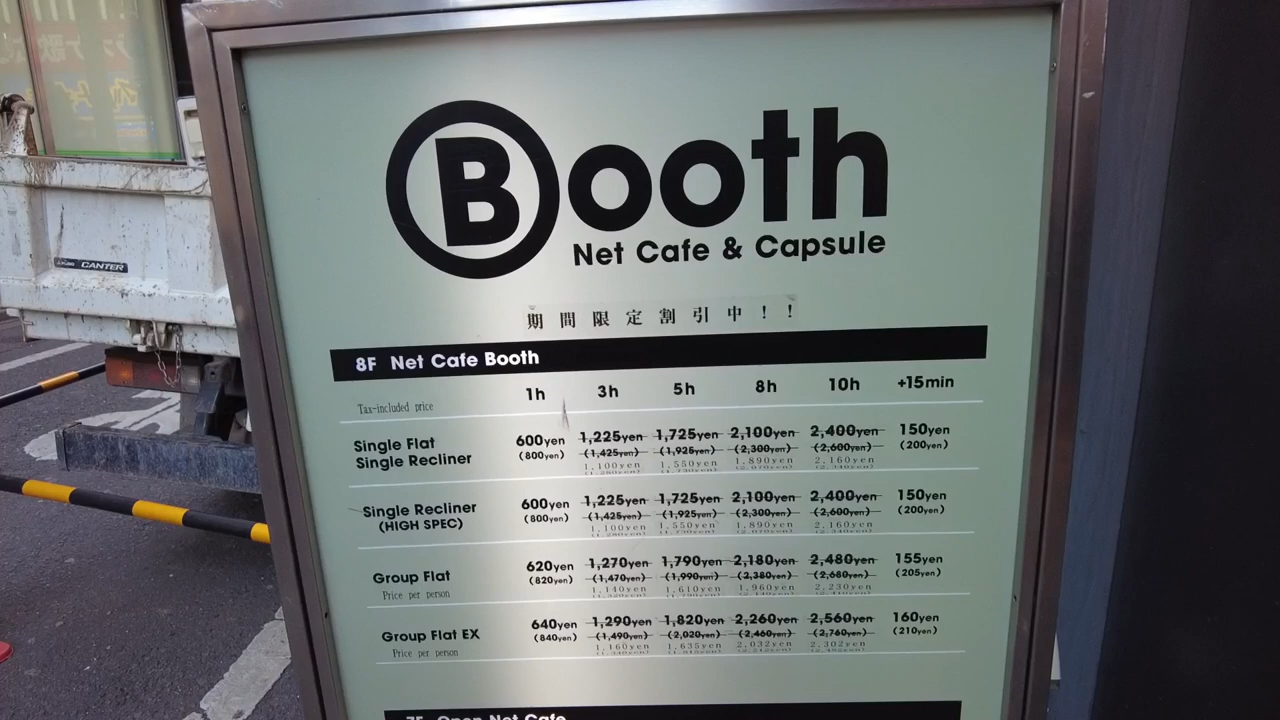 Booth
Net Cafe & Capsule
期間限定割引中!!
8F Net Cafe Booth
Tax-included price 1h 3h 5h 8h 10h +15min
Single Flat
Single Recliner
600yen 1,225yen 1,725yen 2,100yen 2,400yen 150yen
(800yen) (1,425yen) (1,925yen) (2,300yen) (2,600yen) (200yen)
1,100yen 1,550yen 1,890yen 2,160yen
Single Recliner
(HIGH SPEC)
600yen 1,225yen 1,725yen 2,100yen 2,400yen 150yen
(800yen) (1,425yen) (1,925yen) (2,300yen) (2,600yen) (200yen)
1,100yen 1,550yen 1,890yen 2,160yen
Group Flat
Price per person
620yen 1,270yen 1,790yen 2,180yen 2,480yen 155yen
(820yen) (1,470yen) (1,990yen) (2,380yen) (2,680yen) (205yen)
1,140yen 1,610yen 1,960yen 2,230yen
Group Flat EX
Price per person
640yen 1,290yen 1,820yen 2,260yen 2,560yen 160yen
(840yen) (1,490yen) (2,020yen) (2,460yen) (2,760yen) (210yen)
1,160yen 1,635yen 2,032yen 2,302yen
7F Open Net Cafe
CANTER